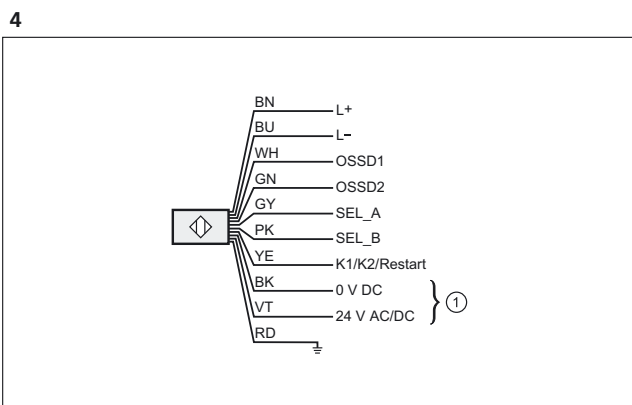 4
BN L+
BU L-
WH OSSD1
GN OSSD2
GY SEL_A
PK SEL_B
YE K1/K2/Restart
BK 0 V DC
VT 24 V AC/DC
1
RD